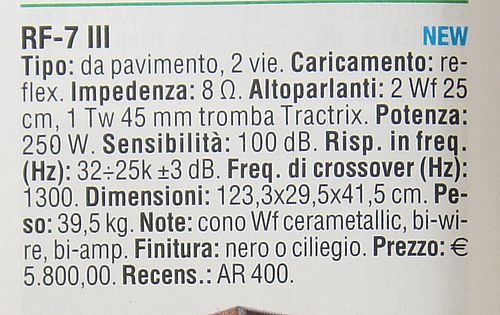 RF-7 III NEW
Tipo: da pavimento, 2 vie. Caricamento: re-
flex. Impedenza: 8 Ω. Altoparlanti: 2 Wf 25
cm, 1 Tw 45 mm tromba Tractrix. Potenza:
250 W. Sensibilità: 100 dB. Risp. in freq.
(Hz): 32÷25k ±3 dB. Freq. di crossover (Hz):
1300. Dimensioni: 123,3x29,5x41,5 cm. Pe-
so: 39,5 kg. Note: cono Wf cerametallic, bi-wi-
re, bi-amp. Finitura: nero o ciliegio. Prezzo: €
5.800,00. Recens.: AR 400.